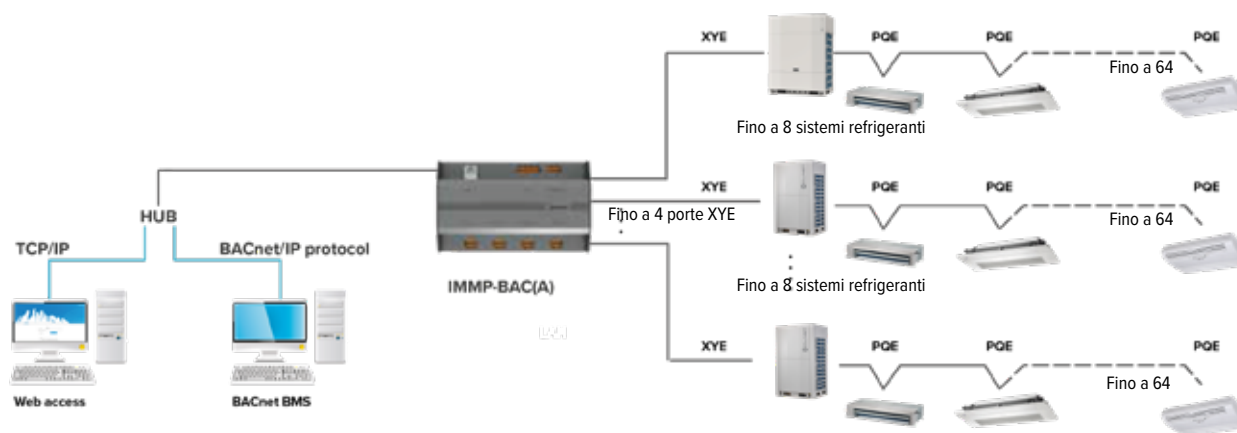 XYE PQE PQE PQE
Fino a 64
Fino a 8 sistemi refrigeranti
XYE PQE PQE PQE
Fino a 4 porte XYE
Fino a 64
HUB
TCP/IP BACnet/IP protocol
IMMP-BAC(A)
Fino a 8 sistemi refrigeranti
XYE PQE PQE PQE
Fino a 64
Web access BACnet BMS